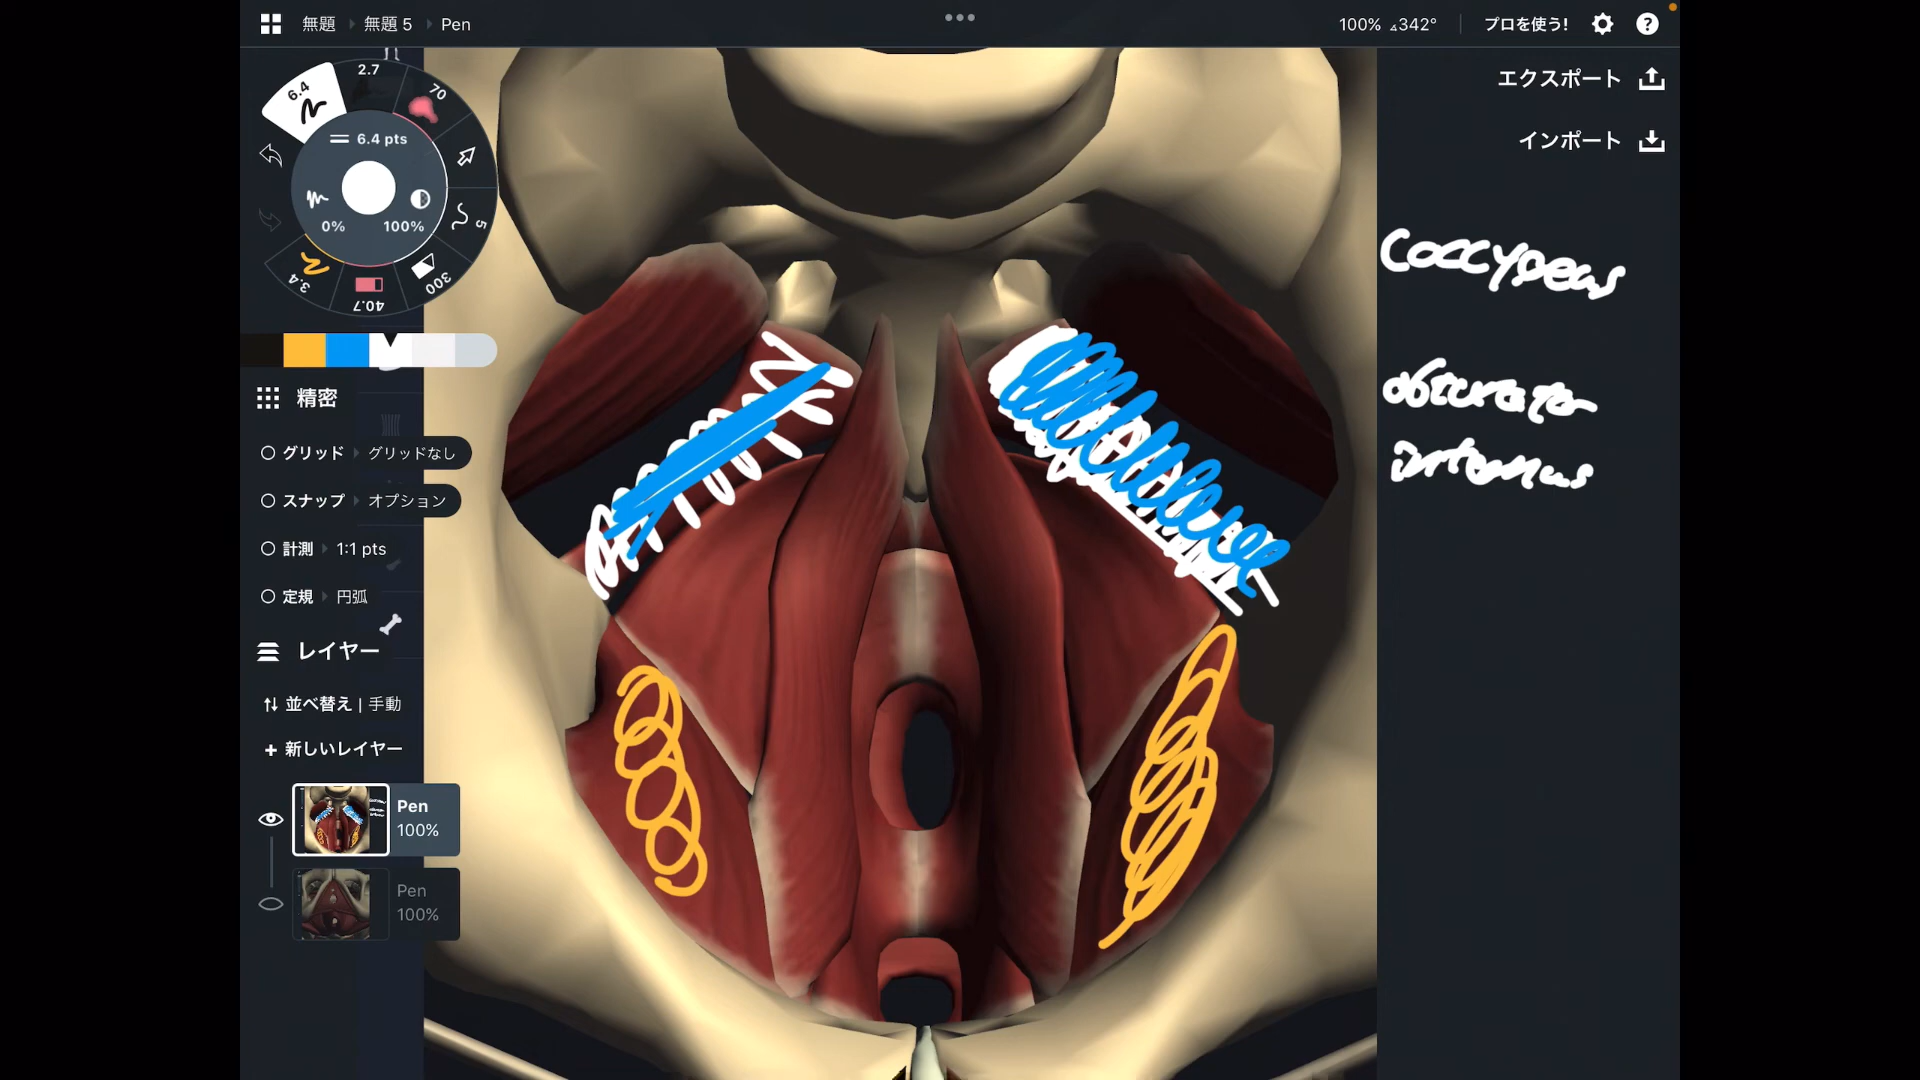 無題 無題 5 Pen
100% 342° プロを使う!
エクスポート
インポート
2.7
6.4
70
6.4 pts
0% 100%
5
300
40.7
3.4
精密
グリッド グリッドなし
スナップ オプション
計測 1:1 pts
定規 円弧
レイヤー
並べ替え | 手動
+ 新しいレイヤー
Pen
100%
Pen
100%
Coccygeus
obturator
internus